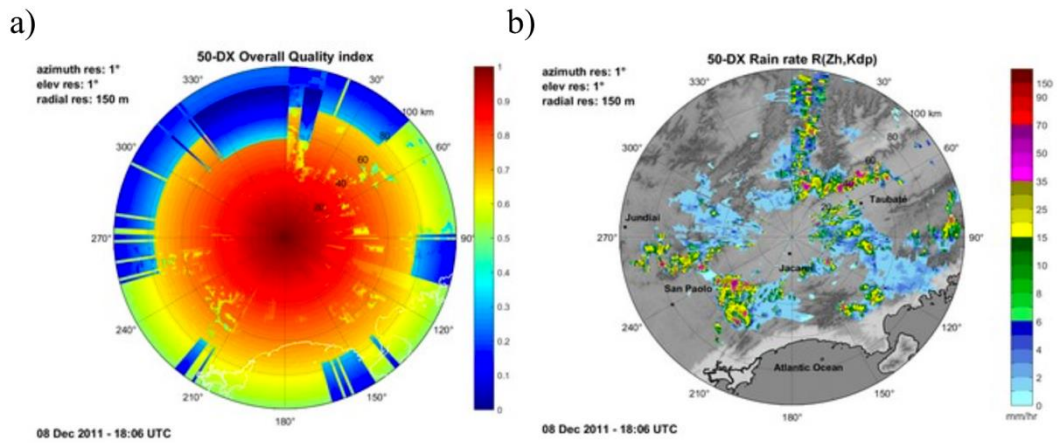 a)
50-DX Overall Quality index
azimuth res: 1°
elev res: 1°
radial res: 150 m
330°
30°
100 km
80
60°
300°
60
40
20
270°
90°
240°
120°
210°
150°
180°
1
0.9
0.8
0.7
0.6
0.5
0.4
0.3
0.2
0.1
0
08 Dec 2011 - 18:06 UTC
b)
50-DX Rain rate R(Zh,Kdp)
azimuth res: 1°
elev res: 1°
radial res: 150 m
330°
30°
100 km
80
60°
300°
60
20
Taubate
Jundiai
270°
90°
Jacarei
San Paolo
240°
120°
Atlantic Ocean
210°
150°
180°
150
90
70
50
35
25
15
10
8
6
4
2
0
mm/hr
08 Dec 2011 - 18:06 UTC